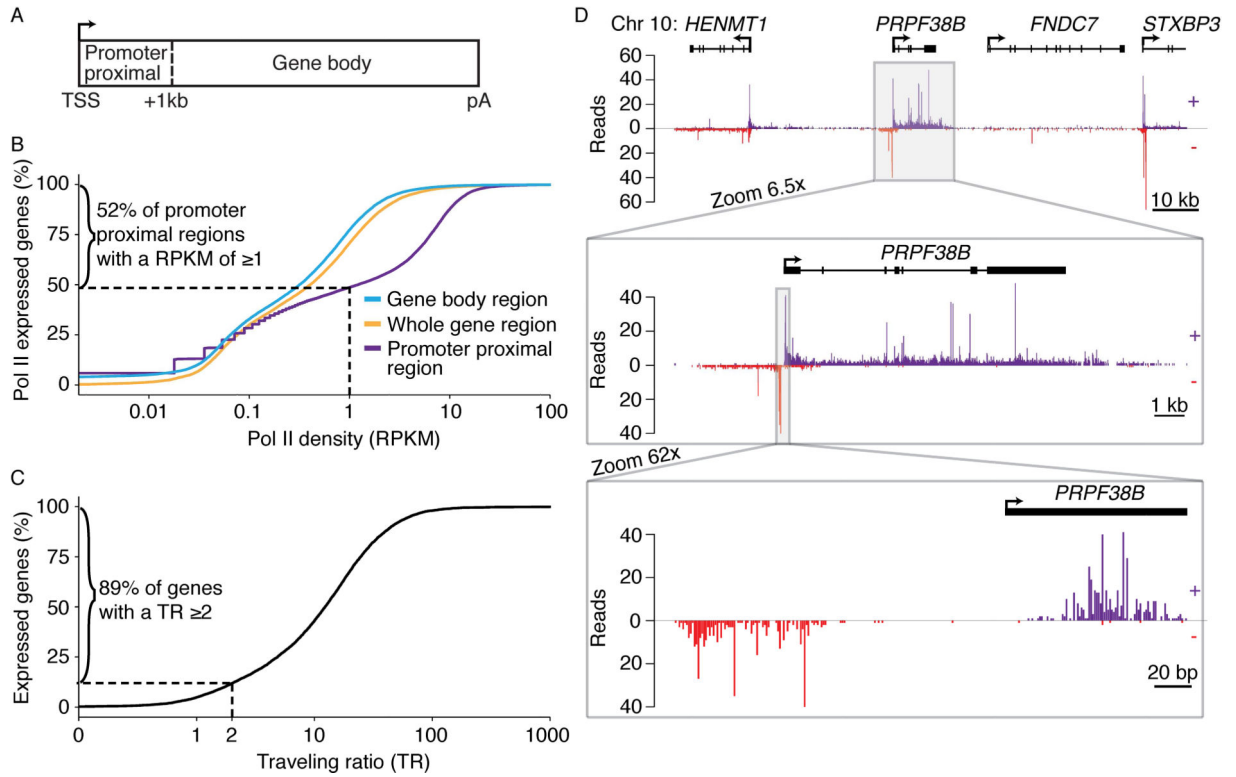 A
Promoter
proximal
Gene body
TSS
+1kb
pA
B
Pol II expressed genes (%)
100
75
50
25
0
52% of promoter
proximal regions
with a RPKM of ≥1
Gene body region
Whole gene region
Promoter proximal
region
0.01
0.1
1
10
100
Pol II density (RPKM)
C
Expressed genes (%)
100
75
50
25
0
89% of genes
with a TR ≥2
0
1
2
10
100
1000
Traveling ratio (TR)
D
Chr 10: HENMT1 PRPF38B FNDC7 STXBP3
Reads
60
40
20
0
20
40
60
+
-
10 kb
Zoom 6.5x
PRPF38B
Reads
40
20
0
20
40
+
-
1 kb
Zoom 62x
PRPF38B
Reads
40
20
0
20
40
+
-
20 bp